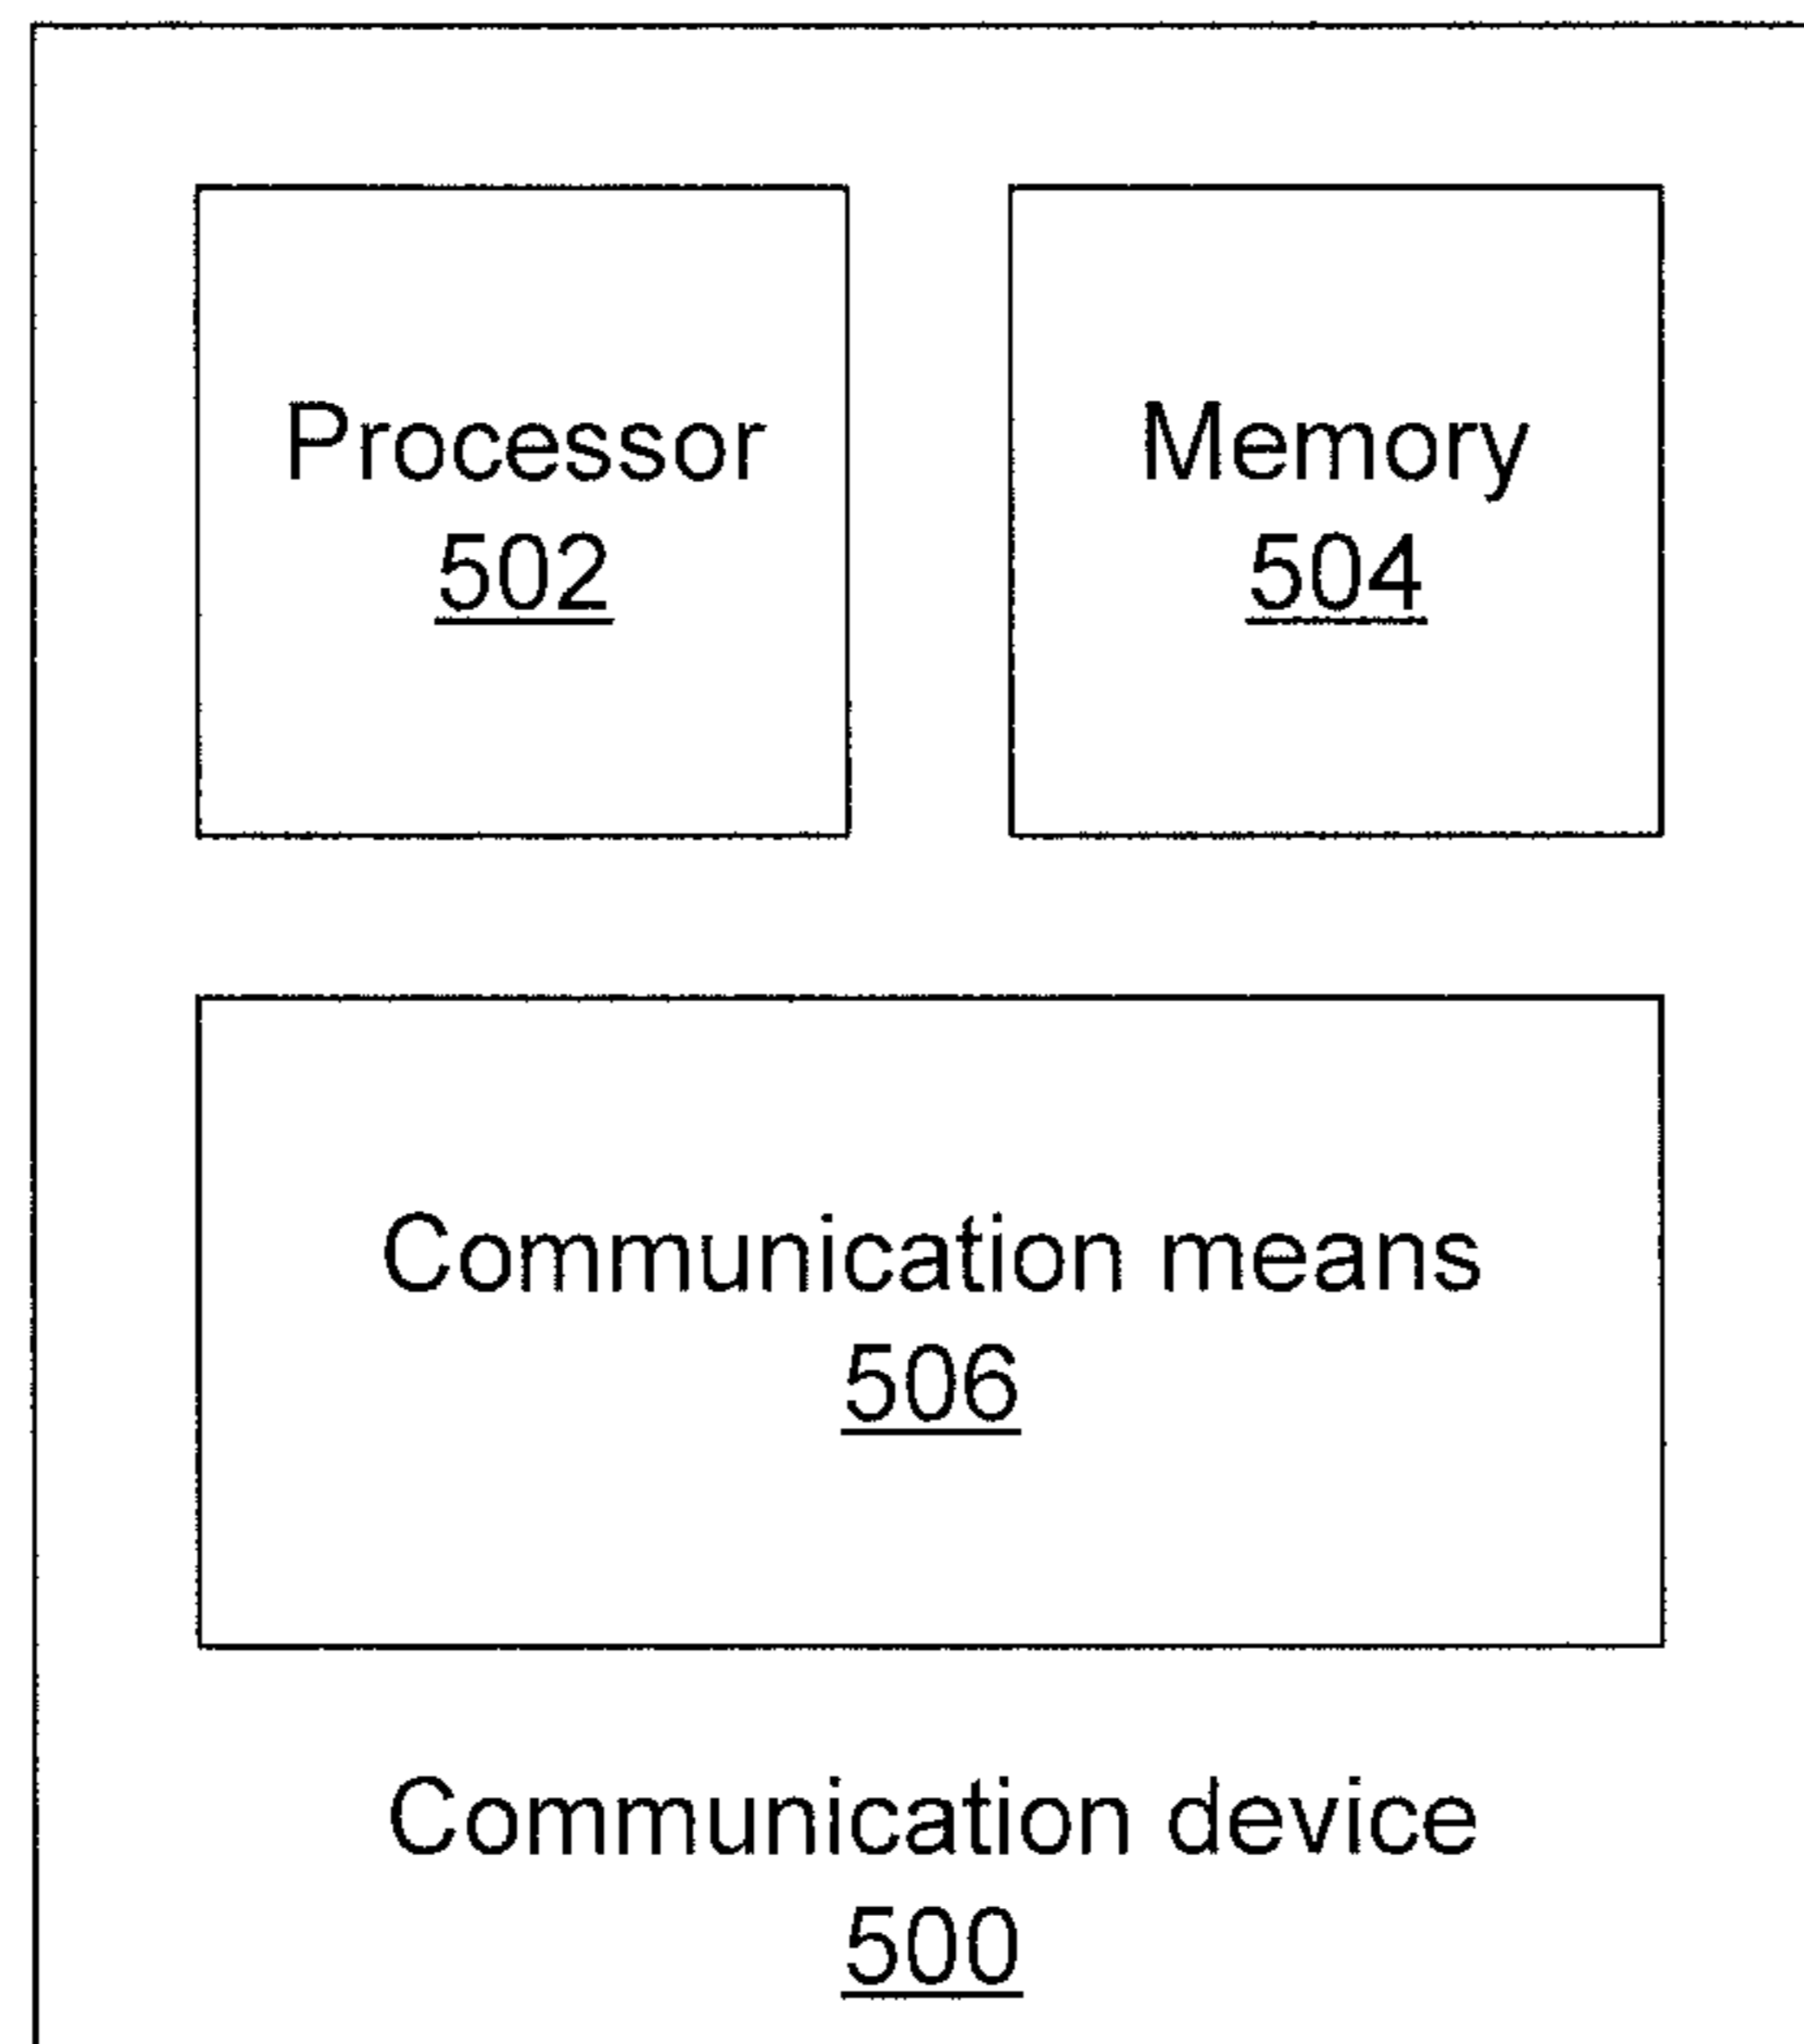 Processor
502
Memory
504
Communication means
506
Communication device
500